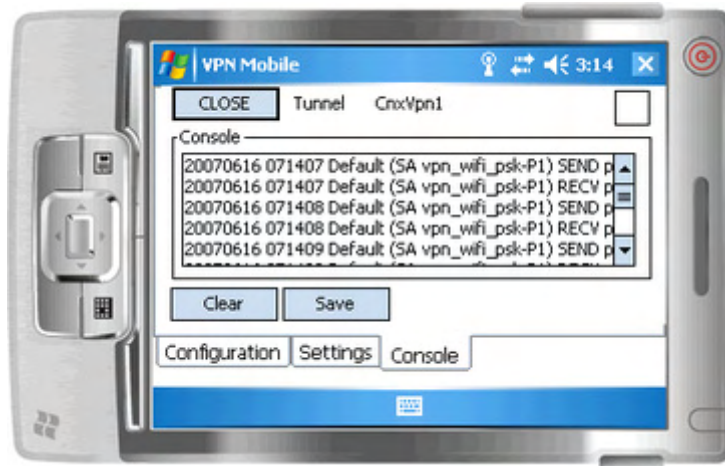 VPN Mobile 3:14
CLOSE Tunnel CnxVpn1
Console
20070616 071407 Default (SA vpn_wifi_psk-P1) SEND p
20070616 071407 Default (SA vpn_wifi_psk-P1) RECV p
20070616 071408 Default (SA vpn_wifi_psk-P1) SEND p
20070616 071408 Default (SA vpn_wifi_psk-P1) RECV p
20070616 071409 Default (SA vpn_wifi_psk-P1) SEND p
Clear Save
Configuration Settings Console